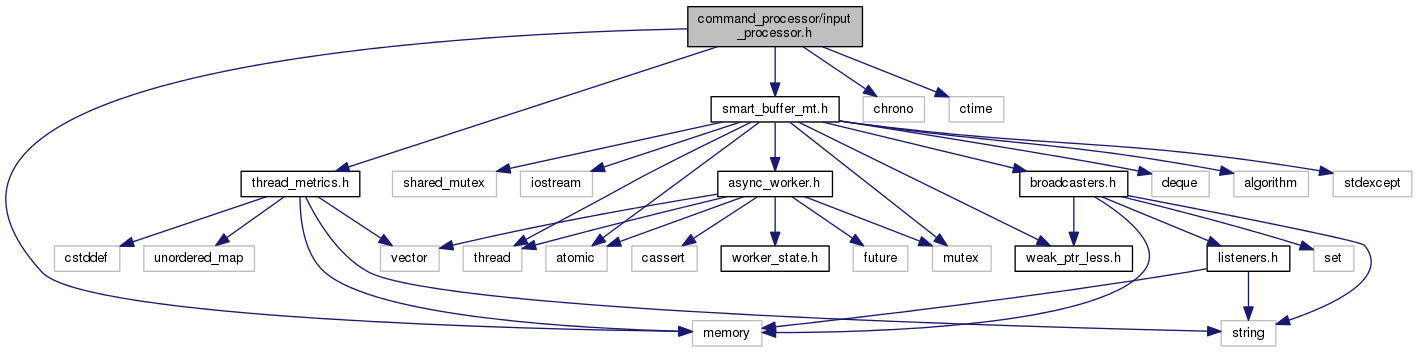 command_processor/input
_processor.h
smart_buffer_mt.h
chrono
ctime
thread_metrics.h
shared_mutex
iostream
async_worker.h
broadcasters.h
deque
algorithm
stdexcept
cstddef
unordered_map
vector
thread
atomic
cassert
worker_state.h
future
mutex
weak_ptr_less.h
listeners.h
set
memory
string